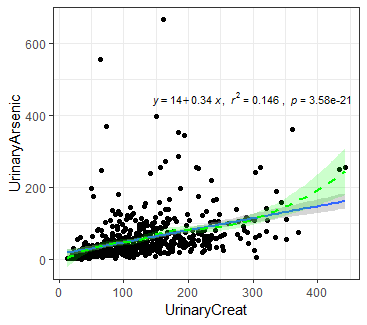 600
400
200
0
UrinaryArsenic
y = 14+0.34 x, r² = 0.146 , p = 3.58e-21
0 100 200 300 400
UrinaryCreat